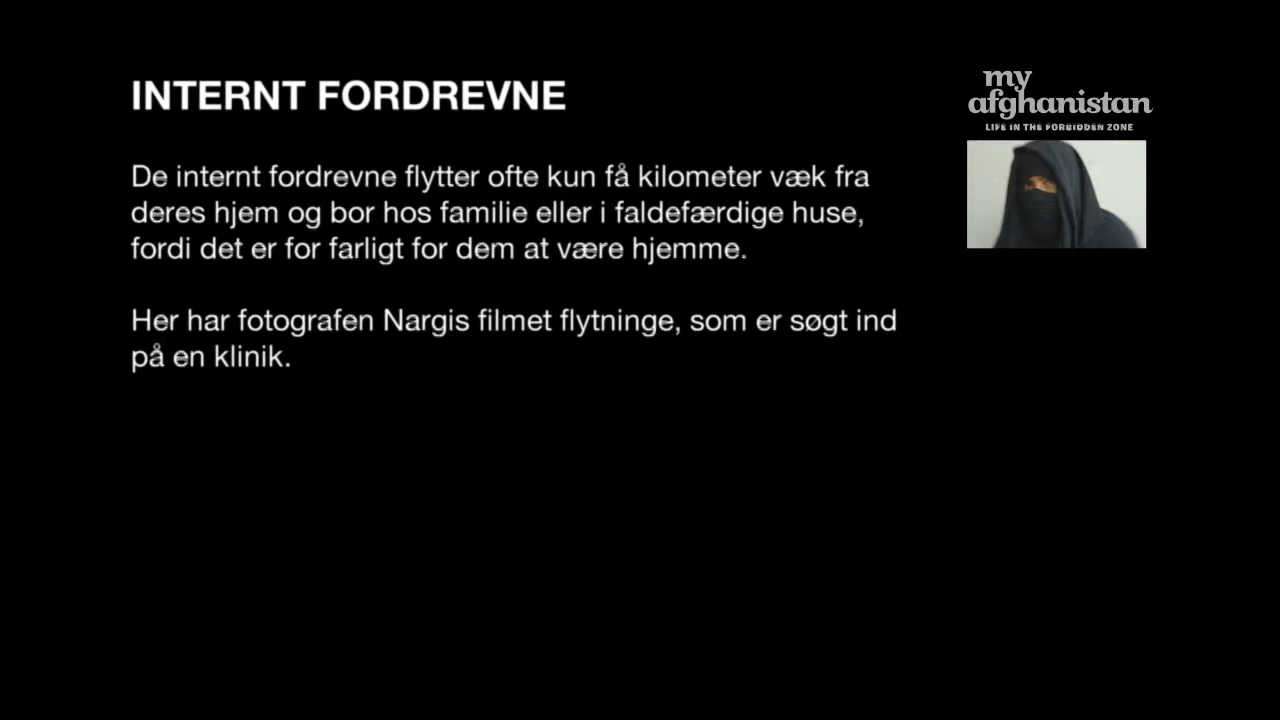 INTERNT FORDREVNE
my
afghanistan
LIFE IN THE FORBIDDEN ZONE
De internt fordrevne flytter ofte kun få kilometer væk fra
deres hjem og bor hos familie eller i faldefærdige huse,
fordi det er for farligt for dem at være hjemme.
Her har fotografen Nargis filmet flytninge, som er søgt ind
på en klinik.